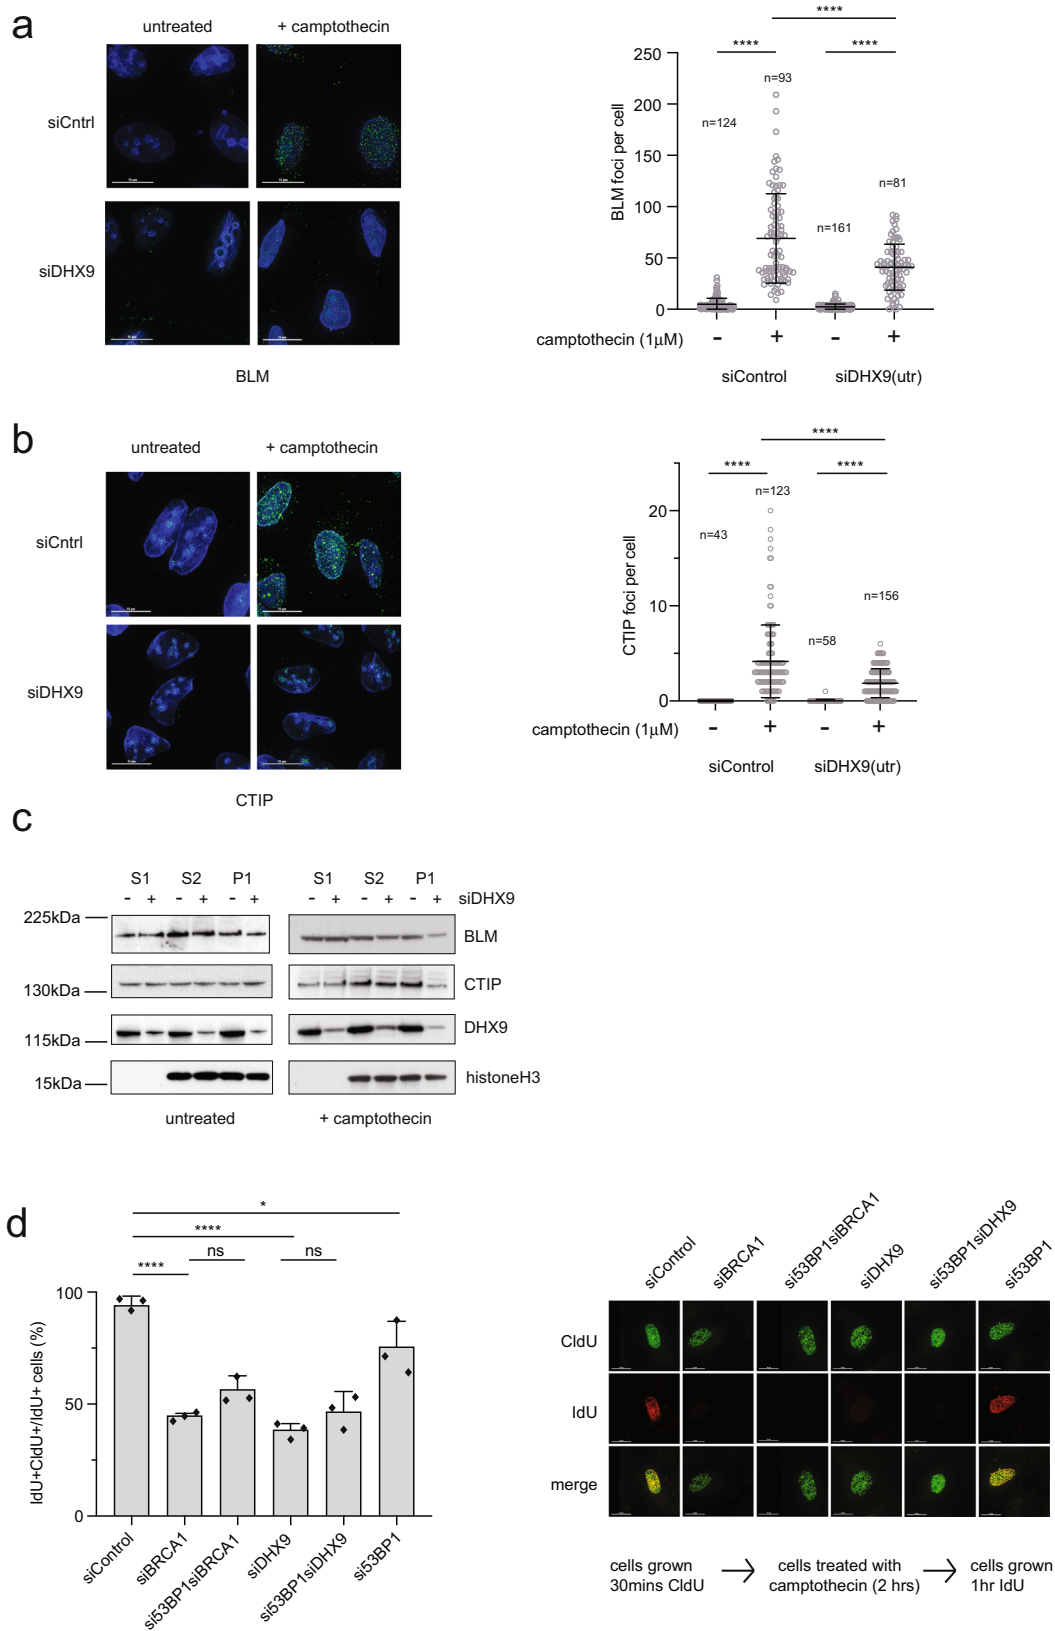 a
untreated
+ camptothecin
siCntrl
siDHX9
BLM
****
****
****
250
200
150
100
50
0
BLM foci per cell
n=124
n=93
n=161
n=81
camptothecin (1μM)
-
+
-
+
siControl
siDHX9(utr)
b
untreated
+ camptothecin
siCntrl
siDHX9
CTIP
****
****
****
20
10
0
CTIP foci per cell
n=43
n=123
n=58
n=156
camptothecin (1μM)
-
+
-
+
siControl
siDHX9(utr)
c
S1 S2 P1 S1 S2 P1
- + - + - + - + - + - + siDHX9
225kDa
BLM
130kDa
CTIP
115kDa
DHX9
15kDa
histoneH3
untreated
+ camptothecin
d
*
****
ns
ns
****
100
50
0
IdU+CldU+/IdU+ cells (%)
siControl
siBRCA1
si53BP1siBRCA1
siDHX9
si53BP1siDHX9
si53BP1
siControl
siBRCA1
si53BP1siBRCA1
siDHX9
si53BP1siDHX9
si53BP1
CldU
IdU
merge
cells grown
30mins CldU
cells treated with
camptothecin (2 hrs)
cells grown
1hr IdU